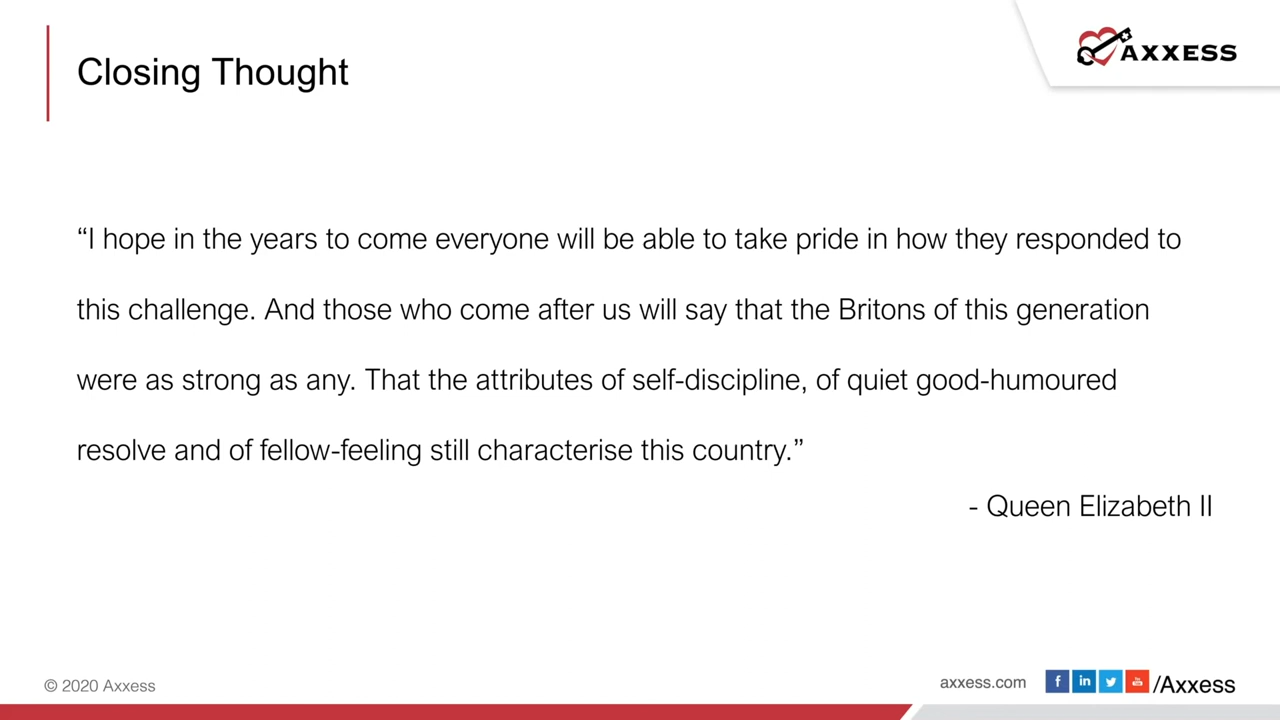 Closing Thought
AXXESS
“I hope in the years to come everyone will be able to take pride in how they responded to
this challenge. And those who come after us will say that the Britons of this generation
were as strong as any. That the attributes of self-discipline, of quiet good-humoured
resolve and of fellow-feeling still characterise this country.”
- Queen Elizabeth II
© 2020 Axxess
axxess.com f in You Tube /Axxess